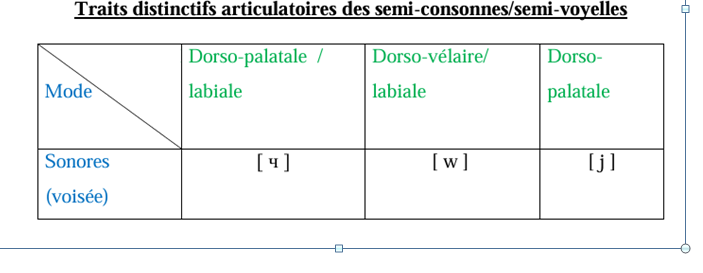 Traits distinctifs articulatoires des semi-consonnes/semi-voyelles
Dorso-palatale / Dorso-vélaire/ Dorso-
Mode labiale labiale palatale
Sonores [ ч ] [ w ] [ j ]
(voisée)